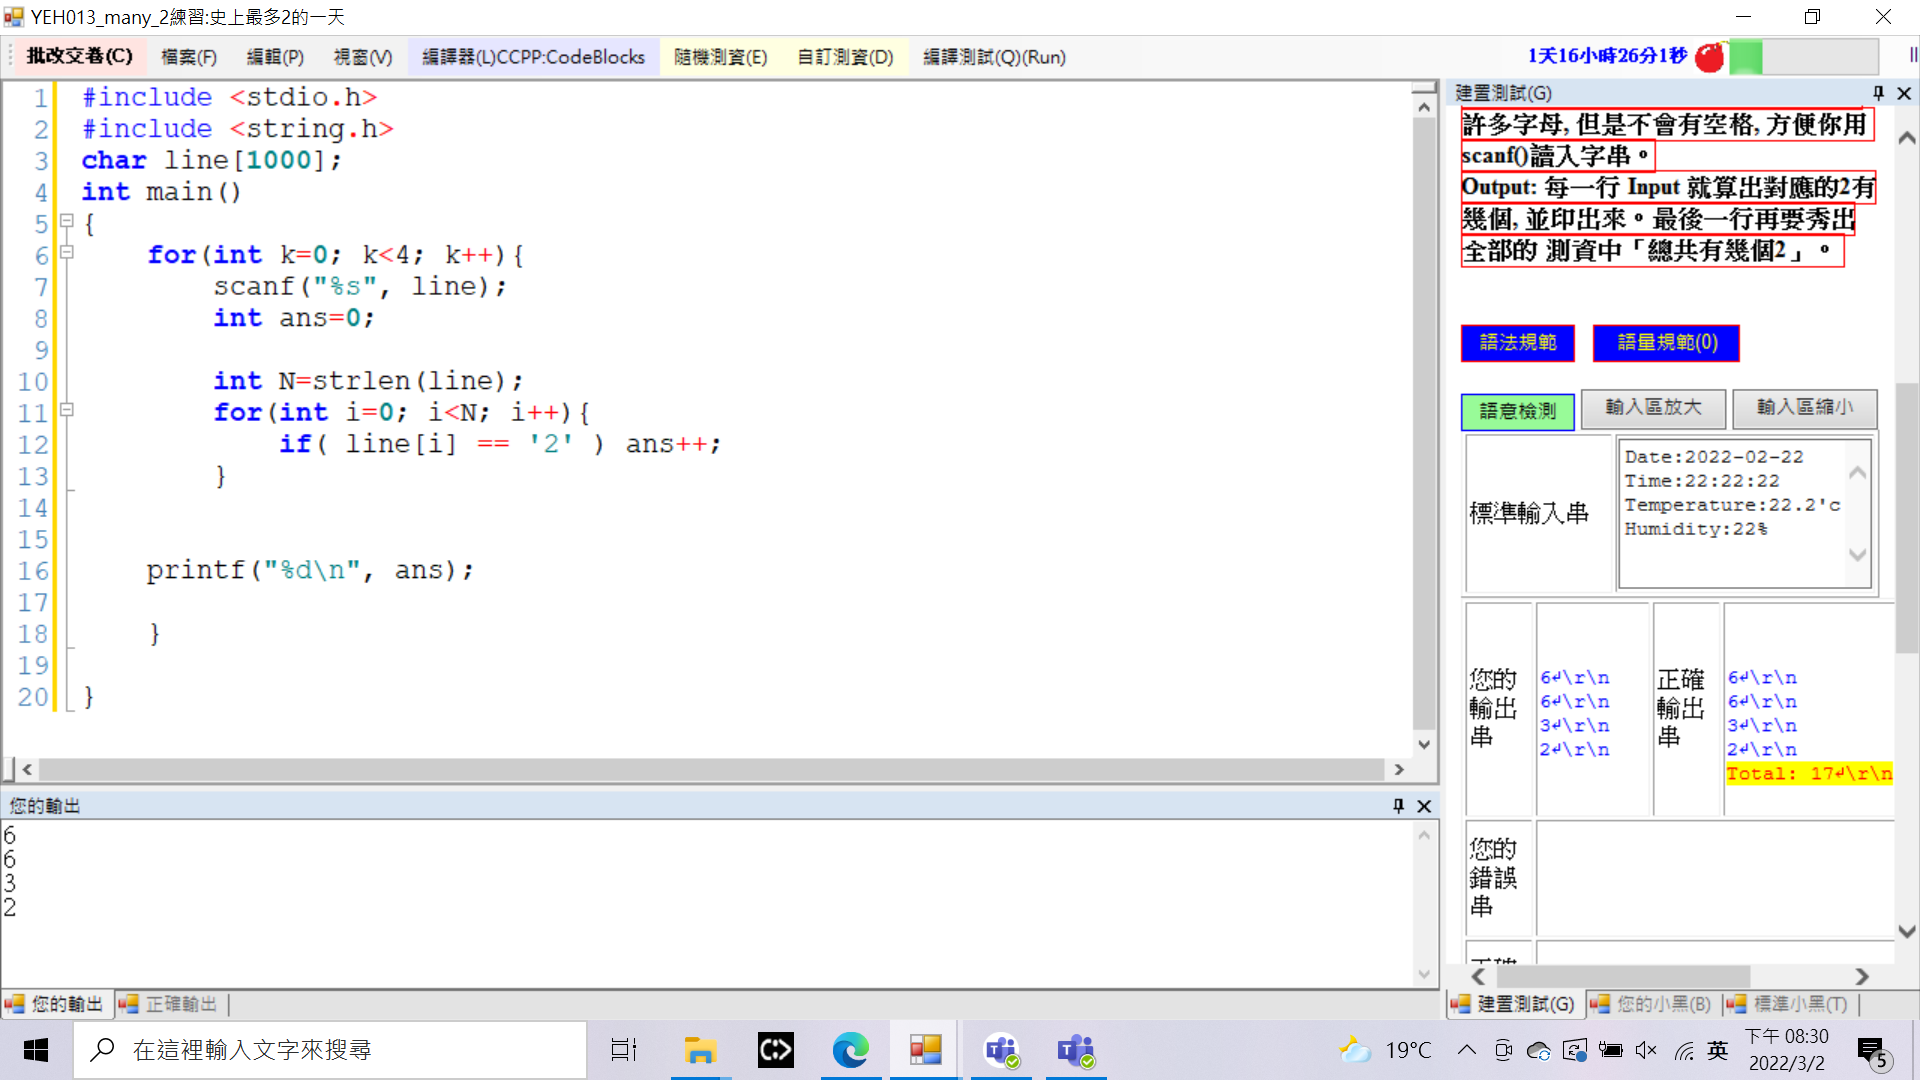 YEH013_many_2練習:史上最多2的一天
批改交卷(C) 檔案(F) 編輯(P) 視窗(V) 編譯器(L)CCPP:CodeBlocks 隨機測資(E) 自訂測資(D) 編譯測試(Q)(Run)
1天16小時26分1秒
1 #include <stdio.h>
2 #include <string.h>
3 char line[1000];
4 int main()
5 {
6 for(int k=0; k<4; k++){
7 scanf("%s", line);
8 int ans=0;
9
10 int N=strlen(line);
11 for(int i=0; i<N; i++){
12 if( line[i] == '2' ) ans++;
13 }
14
15
16 printf("%d\n", ans);
17
18 }
19
20 }
您的輸出
6
6
3
2
您的輸出 正確輸出
建置測試(G)
許多字母, 但是不會有空格, 方便你用
scanf()讀入字串。
Output: 每一行 Input 就算出對應的2有
幾個, 並印出來。最後一行再要秀出
全部的 測資中「總共有幾個2」。
語法規範 語量規範(0)
語意檢測 輸入區放大 輸入區縮小
標準輸入串
Date:2022-02-22
Time:22:22:22
Temperature:22.2'c
Humidity:22%
您的
輸出
串
6↲\r\n
6↲\r\n
3↲\r\n
2↲\r\n
正確
輸出
串
6↲\r\n
6↲\r\n
3↲\r\n
2↲\r\n
Total: 17↲\r\n
您的
錯誤
串
建置測試(G) 您的小黑(B) 標準小黑(T)
在這裡輸入文字來搜尋
19°C
英
下午 08:30
2022/3/2
5